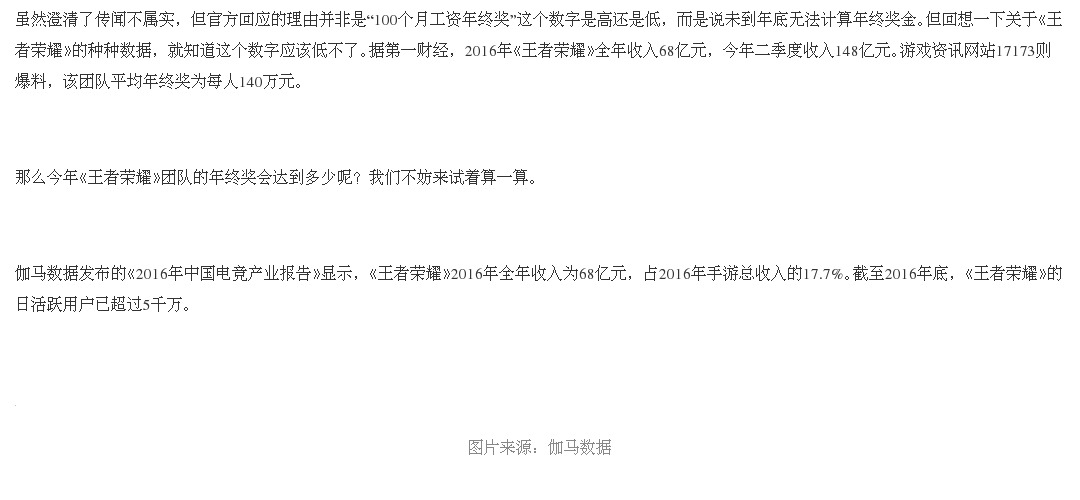 虽然澄清了传闻不属实，但官方回应的理由并非是“100个月工资年终奖”这个数字是高还是低，而是说未到年底无法计算年终奖金。但回想一下关于《王
者荣耀》的种种数据，就知道这个数字应该低不了。据第一财经，2016年《王者荣耀》全年收入68亿元，今年二季度收入148亿元。游戏资讯网站17173则
爆料，该团队平均年终奖为每人140万元。
那么今年《王者荣耀》团队的年终奖会达到多少呢？我们不妨来试着算一算。
伽马数据发布的《2016年中国电竞产业报告》显示，《王者荣耀》2016年全年收入为68亿元，占2016年手游总收入的17.7%。截至2016年底，《王者荣耀》的
日活跃用户已超过5千万。
图片来源：伽马数据